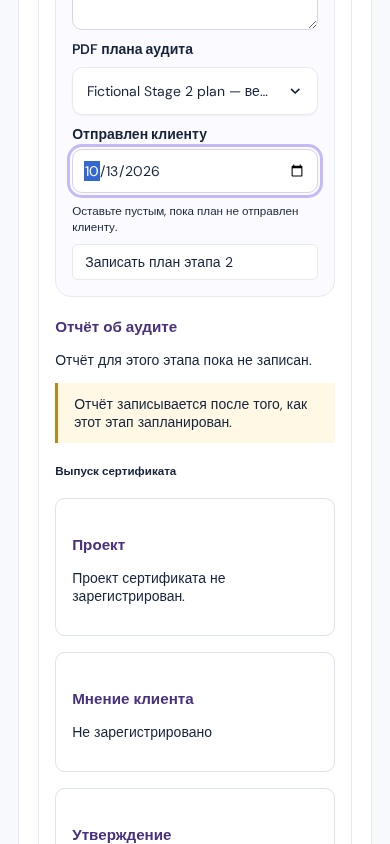 PDF плана аудита
Fictional Stage 2 plan — ве...
Отправлен клиенту
10/13/2026
Оставьте пустым, пока план не отправлен
клиенту.
Записать план этапа 2
Отчёт об аудите
Отчёт для этого этапа пока не записан.
Отчёт записывается после того, как
этот этап запланирован.
Выпуск сертификата
Проект
Проект сертификата не
зарегистрирован.
Мнение клиента
Не зарегистрировано
Утверждение